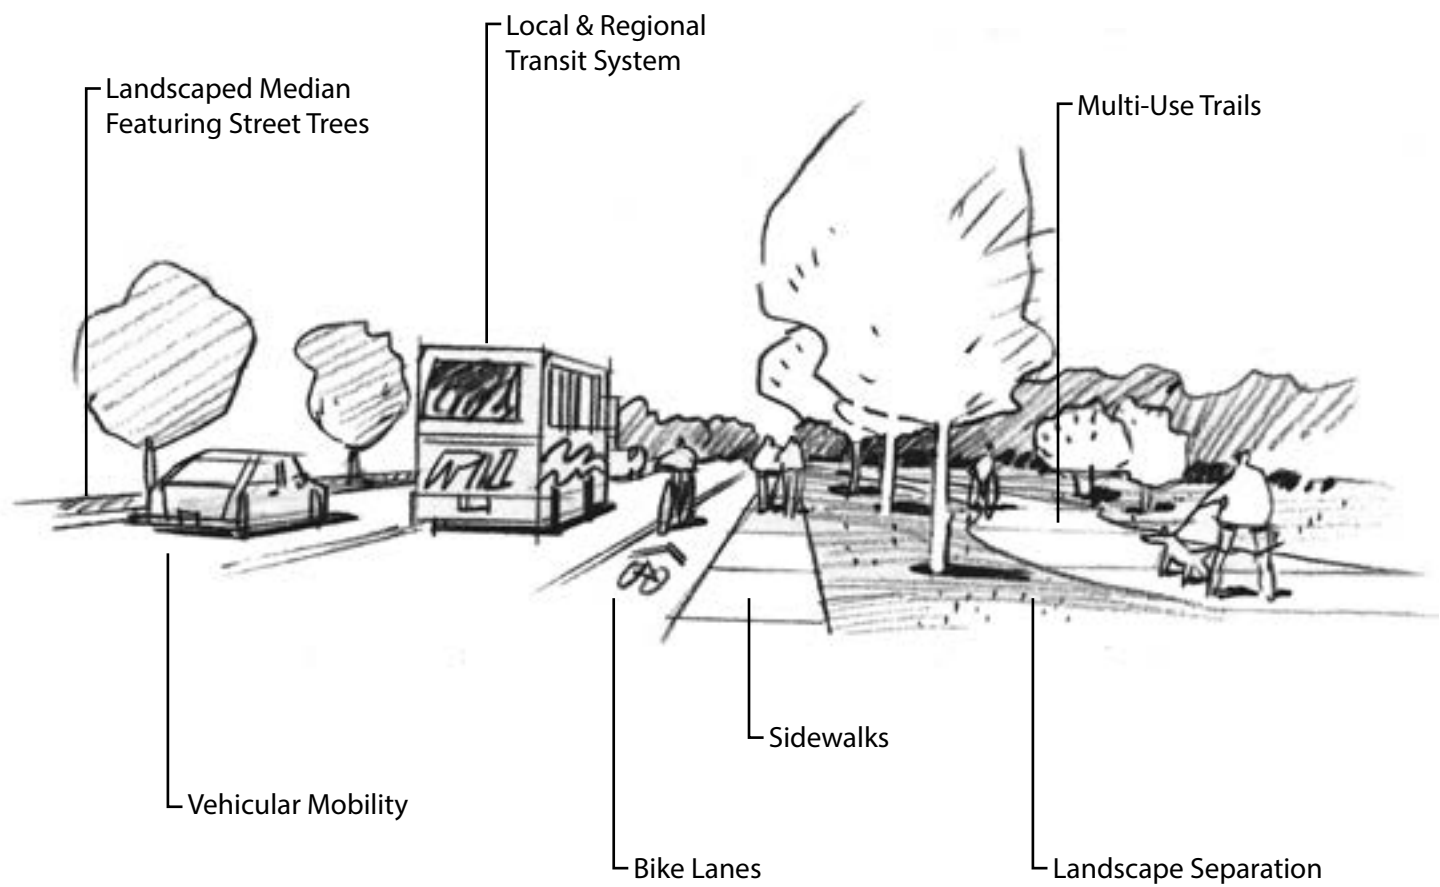 Local & Regional
Transit System
Landscaped Median
Featuring Street Trees
Multi-Use Trails
Sidewalks
Vehicular Mobility
Bike Lanes
Landscape Separation